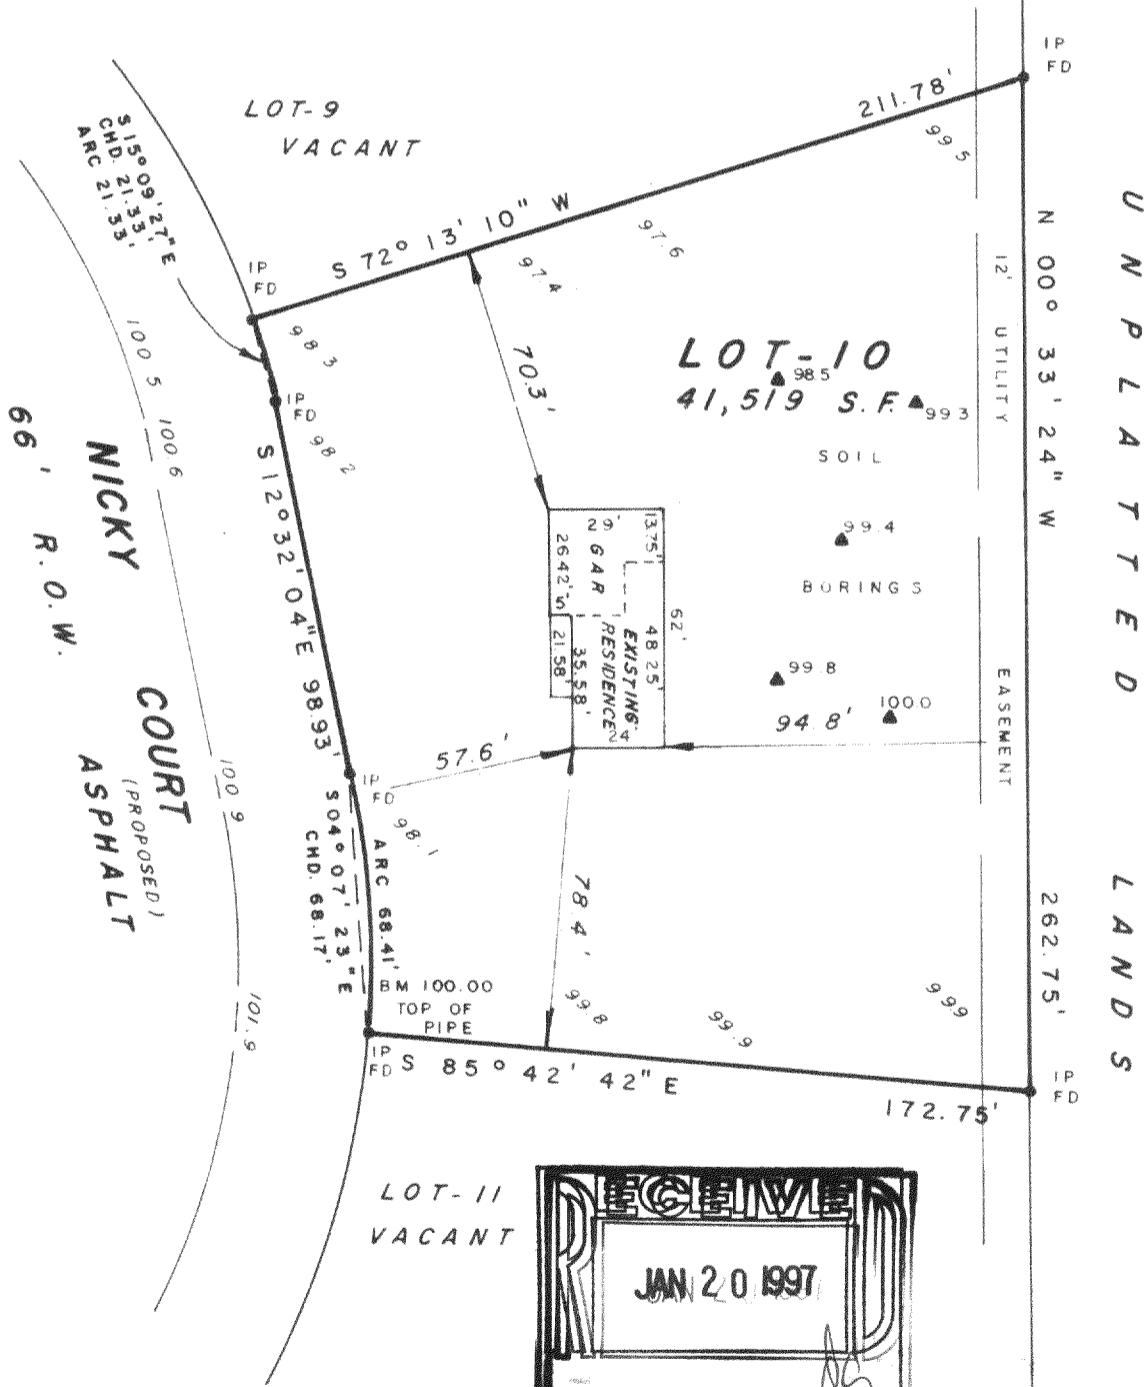 IP
FD
211.78'
LOT-9
VACANT
99 5
S 15° 09' 27" E
CHD. 21.33'
ARC 21.33'
S 72° 13' 10" W
97.6
97.4
IP
FD
98 3
100 5
100.6
IP
FD
98 2
70.3'
LOT-10
98 5
41,519 S.F.
99 3
SOIL
99.4
BORINGS
99.8
100.0
94.8'
12' UTILITY
EASEMENT
N 00° 33' 24" W
262.75'
UNPLATTED
LANDS
NICKY
COURT
(PROPOSED)
ASPHALT
66' R.O.W.
S 12° 32' 04" E 98.93'
13.75'
29'
GAR
26.42'
5'
62'
48 25'
EXISTING
RESIDENCE
35.58'
21.58'
24'
57.6'
IP
FD
98.1
100 9
S 04° 07' 23" E
CHD. 68.17'
ARC 68.41'
78.4'
BM 100.00
TOP OF
PIPE
99.8
99.9
99 9
101.9
IP
FD
S 85° 42' 42" E
172.75'
IP
FD
LOT-11
VACANT
RECEIVED
JAN 20 1997